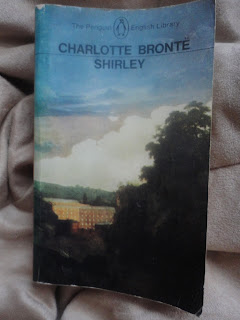 The Penguin English Library
CHARLOTTE BRONTË
SHIRLEY